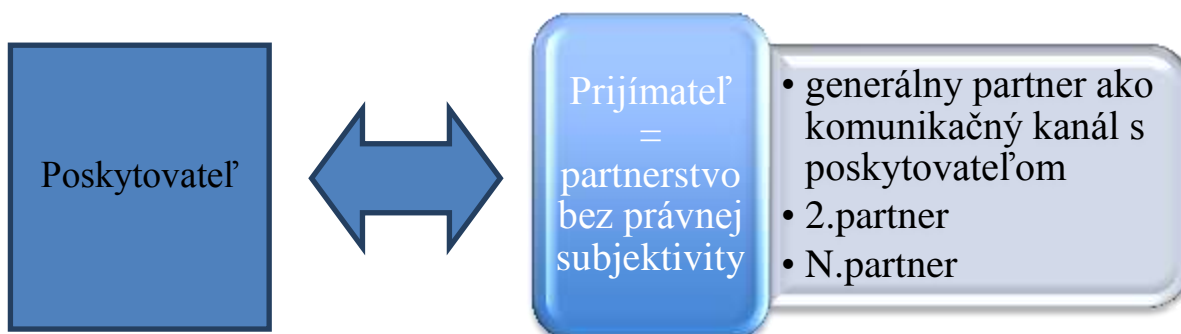 Poskytovateľ
Prijímateľ
=
partnerstvo
bez právnej
subjektivity
• generálny partner ako
komunikačný kanál s
poskytovateľom
• 2.partner
• N.partner